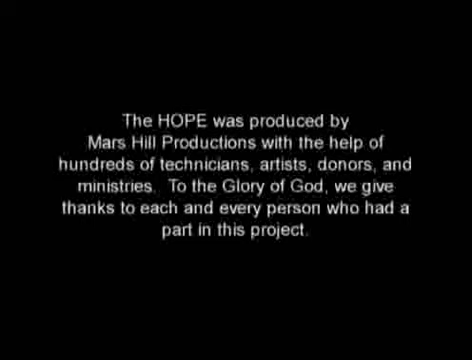 The HOPE was produced by
Mars Hill Productions with the help of
hundreds of technicians, artists, donors, and
ministries. To the Glory of God, we give
thanks to each and every person who had a
part in this project.